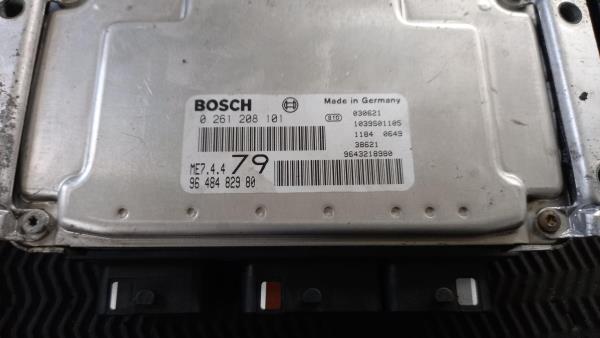 BOSCH
Made in Germany
0 261 208 101
030621
1039S01105
1184 0649
38621
9643218980
ME7.4.4 79
96 484 829 80